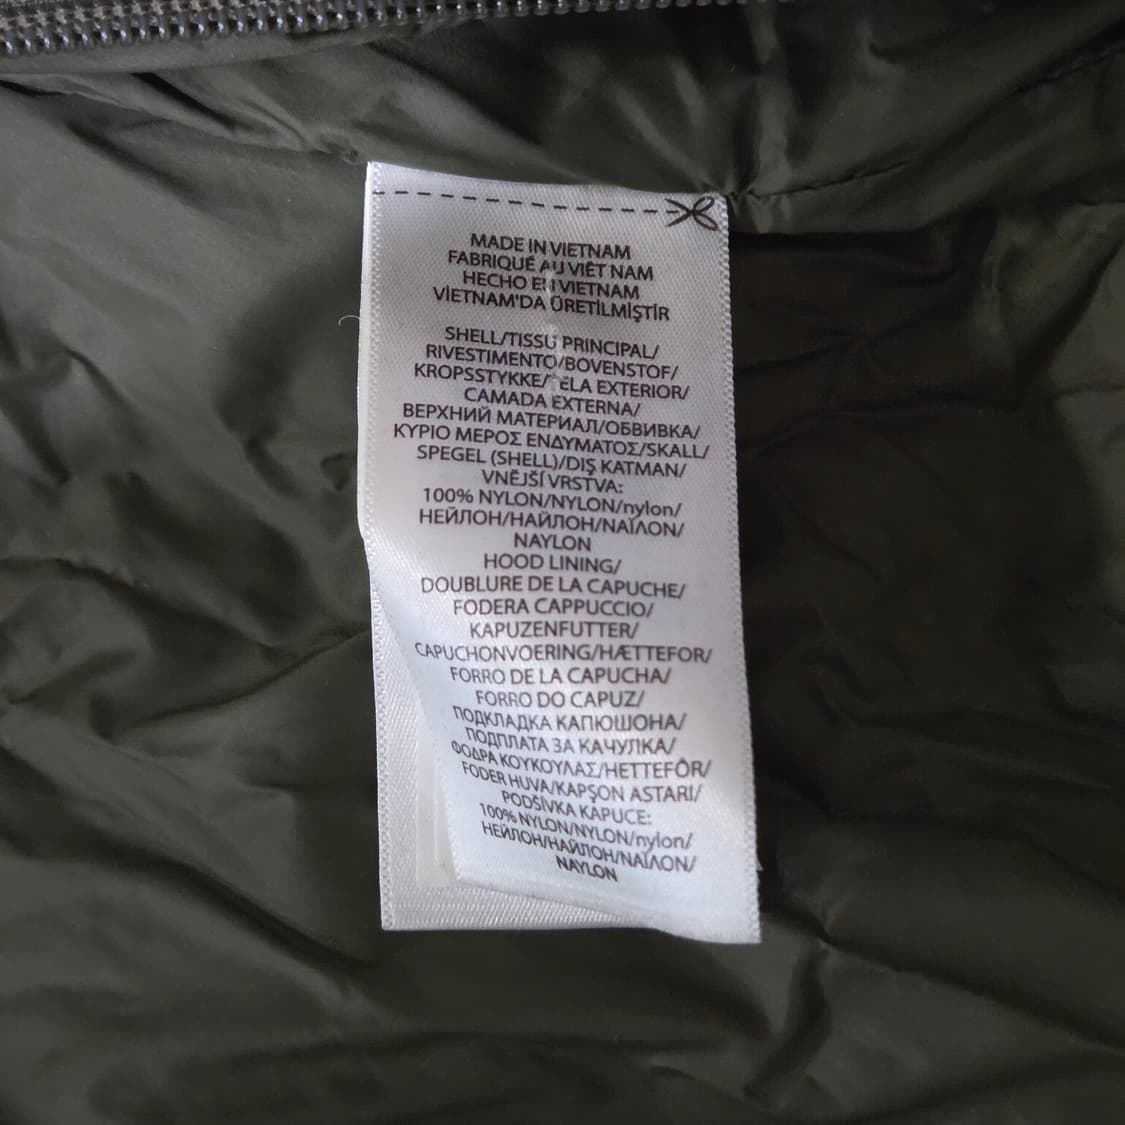 MADE IN VIETNAM
FABRIQUÉ AU VIÊT NAM
HECHO EN VIETNAM
VİETNAM'DA ÜRETİLMİŞTİR
SHELL/TISSU PRINCIPAL/
RIVESTIMENTO/BOVENSTOF/
KROPSSTYKKE/TELA EXTERIOR/
CAMADA EXTERNA/
ВЕРХНИЙ МАТЕРИАЛ/ОБВИВКА/
ΚΥΡΙΟ ΜΕΡΟΣ ΕΝΔΥΜΑΤΟΣ/SKALL/
SPEGEL (SHELL)/DIŞ KATMAN/
VNĚJŠÍ VRSTVA:
100% NYLON/NYLON/nylon/
НЕЙЛОН/НАЙЛОН/ΝΑΪΛΟΝ/
NAYLON
HOOD LINING/
DOUBLURE DE LA CAPUCHE/
FODERA CAPPUCCIO/
KAPUZENFUTTER/
CAPUCHONVOERING/HÆTTEFOR/
FORRO DE LA CAPUCHA/
FORRO DO CAPUZ/
ПОДКЛАДКА КАПЮШОНА/
ПОДПЛАТА ЗА КАЧУЛКА/
ΦΟΔΡΑ ΚΟΥΚΟΥΛΑΣ/HETTEFÔR/
FODER HUVA/KAPŞON ASTARI/
PODŠÍVKA KAPUCE:
100% NYLON/NYLON/nylon/
НЕЙЛОН/НАЙЛОН/ΝΑΪΛΟΝ/
NAYLON